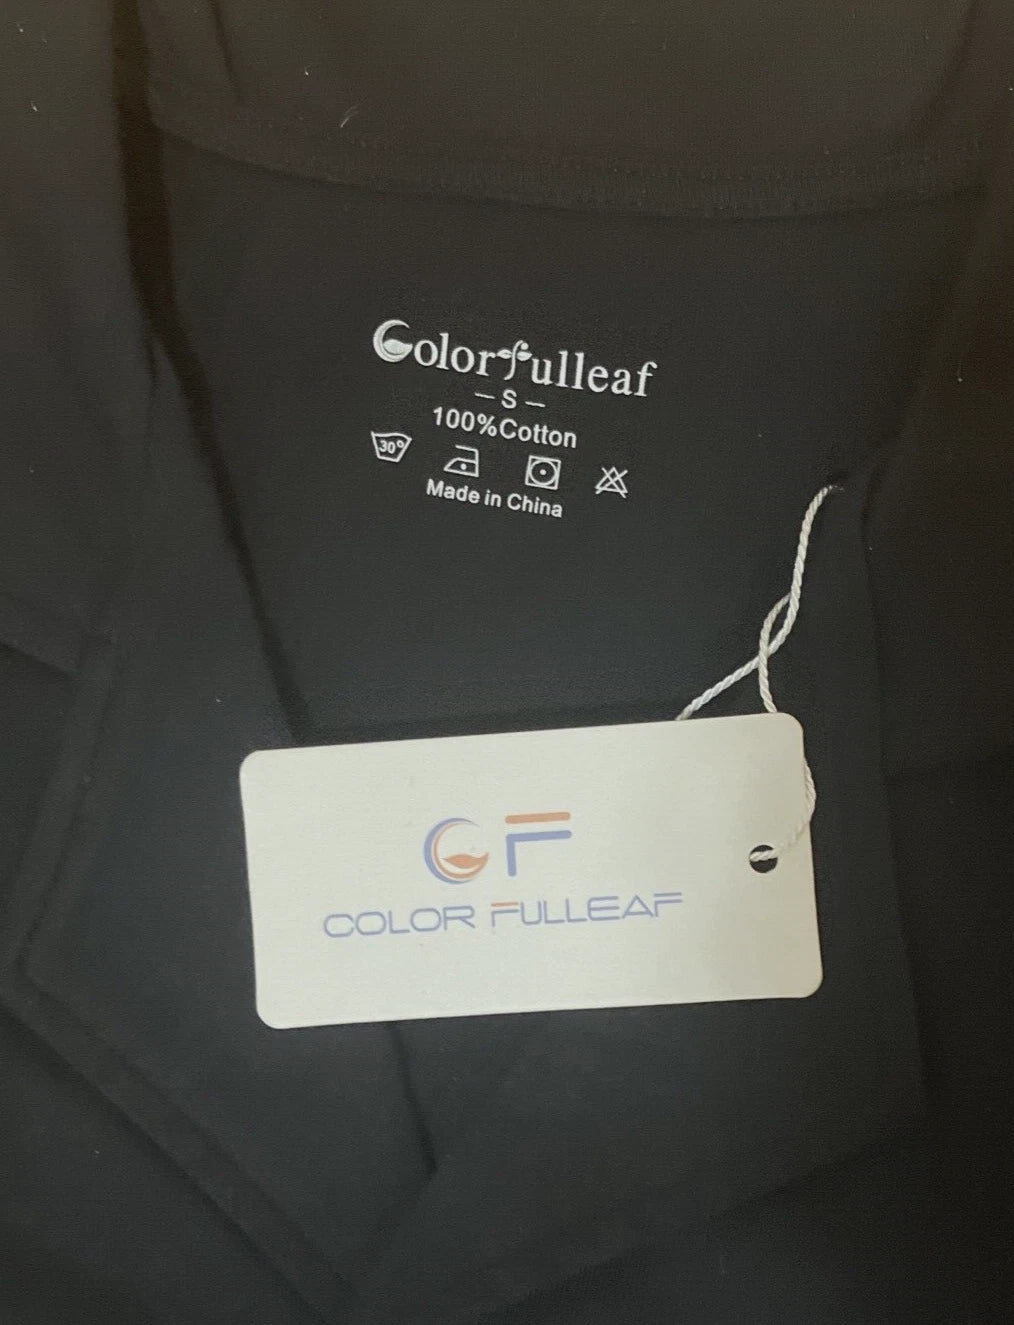 Colorfulleaf
– S –
100%Cotton
30°
Made in China
CF
COLOR FULLEAF